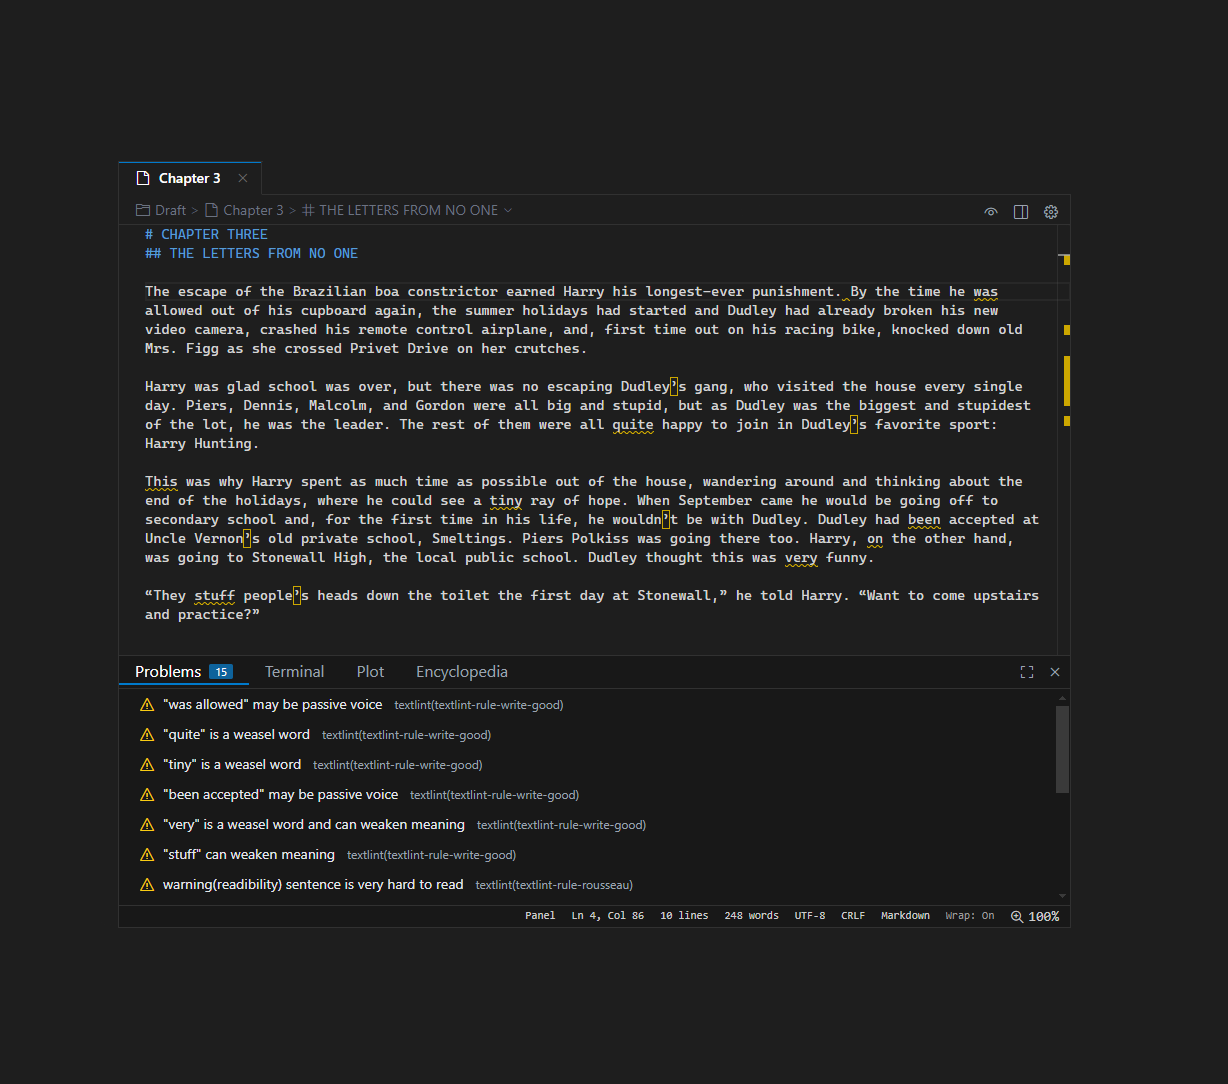 Chapter 3
Draft > Chapter 3 > # THE LETTERS FROM NO ONE
# CHAPTER THREE
## THE LETTERS FROM NO ONE
The escape of the Brazilian boa constrictor earned Harry his longest-ever punishment. By the time he was
allowed out of his cupboard again, the summer holidays had started and Dudley had already broken his new
video camera, crashed his remote control airplane, and, first time out on his racing bike, knocked down old
Mrs. Figg as she crossed Privet Drive on her crutches.
Harry was glad school was over, but there was no escaping Dudley’s gang, who visited the house every single
day. Piers, Dennis, Malcolm, and Gordon were all big and stupid, but as Dudley was the biggest and stupidest
of the lot, he was the leader. The rest of them were all quite happy to join in Dudley’s favorite sport:
Harry Hunting.
This was why Harry spent as much time as possible out of the house, wandering around and thinking about the
end of the holidays, where he could see a tiny ray of hope. When September came he would be going off to
secondary school and, for the first time in his life, he wouldn’t be with Dudley. Dudley had been accepted at
Uncle Vernon’s old private school, Smeltings. Piers Polkiss was going there too. Harry, on the other hand,
was going to Stonewall High, the local public school. Dudley thought this was very funny.
“They stuff people’s heads down the toilet the first day at Stonewall,” he told Harry. “Want to come upstairs
and practice?”
Problems 15 Terminal Plot Encyclopedia
"was allowed" may be passive voice textlint(textlint-rule-write-good)
"quite" is a weasel word textlint(textlint-rule-write-good)
"tiny" is a weasel word textlint(textlint-rule-write-good)
"been accepted" may be passive voice textlint(textlint-rule-write-good)
"very" is a weasel word and can weaken meaning textlint(textlint-rule-write-good)
"stuff" can weaken meaning textlint(textlint-rule-write-good)
warning(readibility) sentence is very hard to read textlint(textlint-rule-rousseau)
Panel Ln 4, Col 86 10 lines 248 words UTF-8 CRLF Markdown Wrap: On 100%